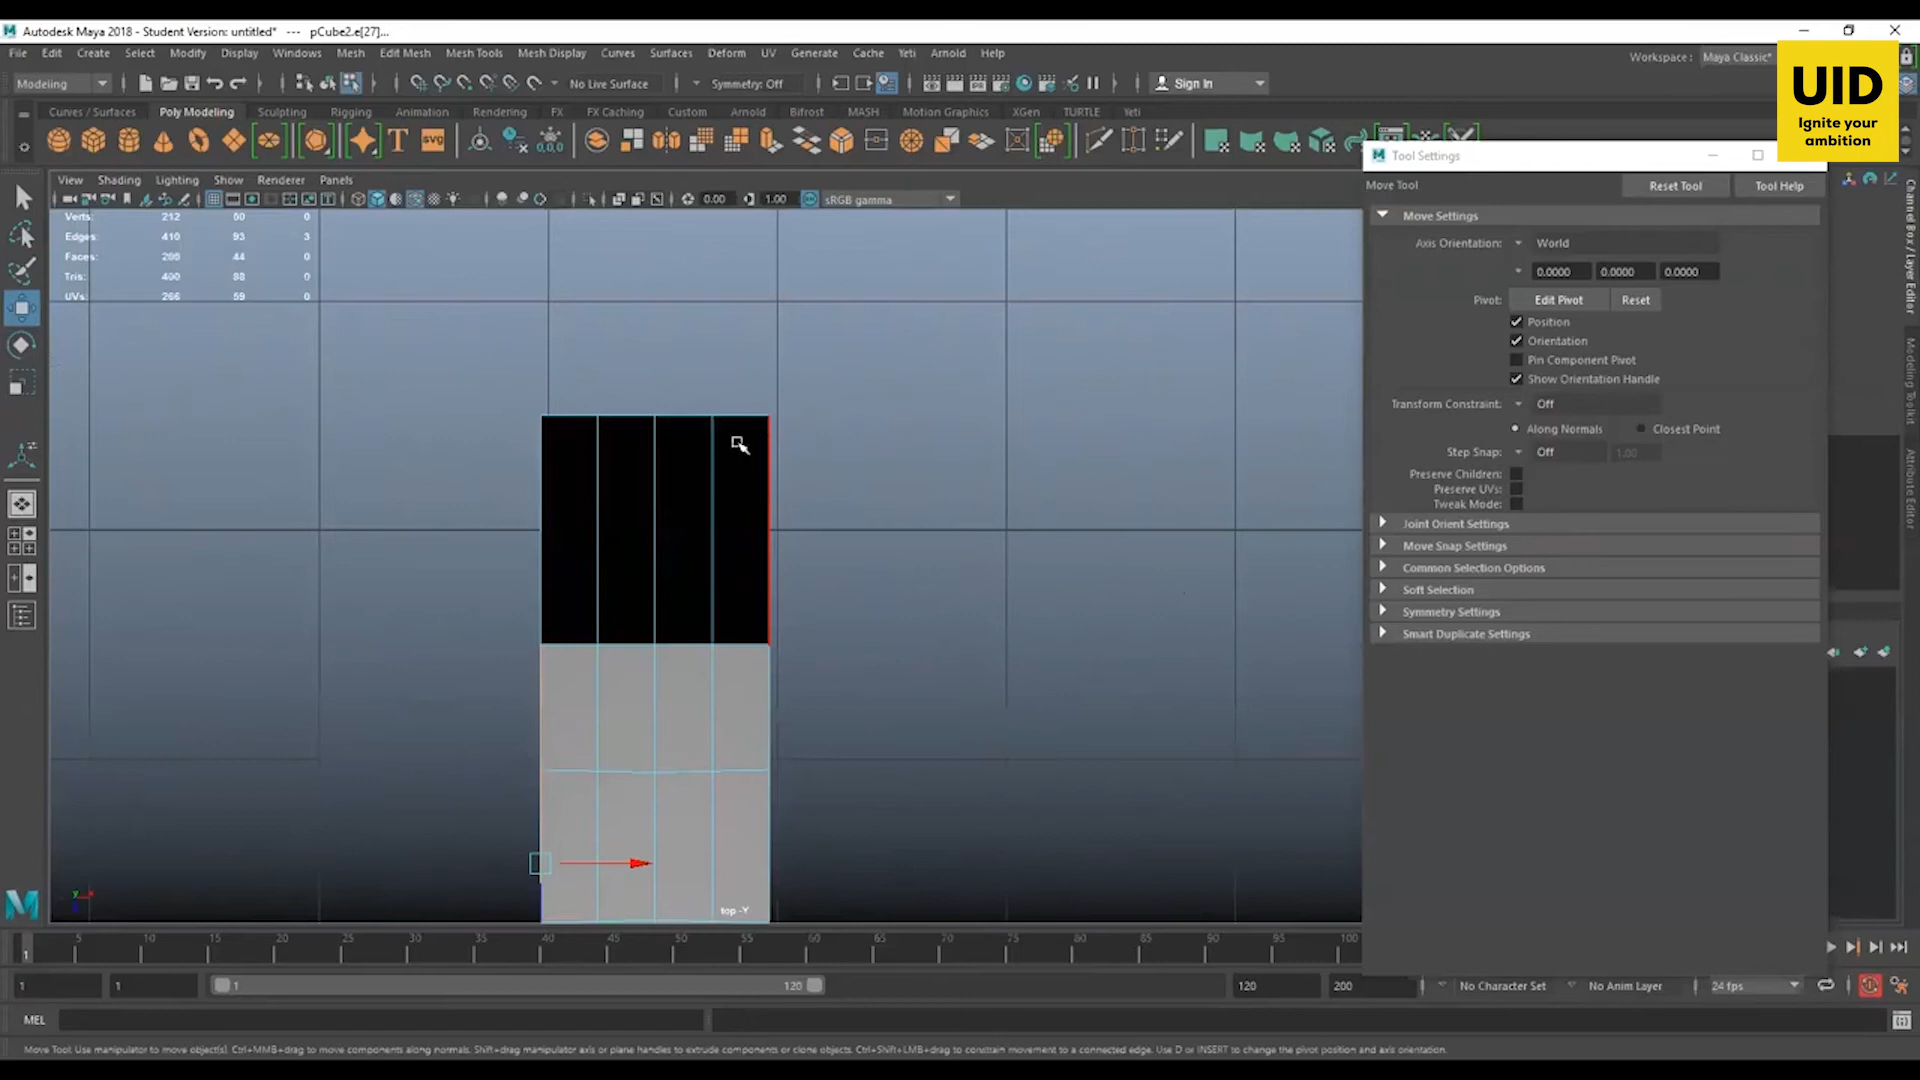 Autodesk Maya 2018 - Student Version: untitled* --- pCube2.e[27]...
File Edit Create Select Modify Display Windows Mesh Edit Mesh Mesh Tools Mesh Display Curves Surfaces Deform UV Generate Cache Yeti Arnold Help
Workspace : Maya Classic*
UID
Ignite your
ambition
Modeling
No Live Surface
Symmetry: Off
Sign In
Curves / Surfaces Poly Modeling Sculpting Rigging Animation Rendering FX FX Caching Custom Arnold Bifrost MASH Motion Graphics XGen TURTLE Yeti
Tool Settings
View Shading Lighting Show Renderer Panels
0.00 1.00 sRGB gamma
Verts: 212 60 0
Edges: 410 93 3
Faces: 44 0
Tris: 400 88 0
UVs: 266 59 0
top -Y
Move Tool
Reset Tool
Tool Help
Move Settings
Axis Orientation: World
0.0000 0.0000 0.0000
Pivot: Edit Pivot Reset
Position
Orientation
Pin Component Pivot
Show Orientation Handle
Transform Constraint: Off
Along Normals Closest Point
Step Snap: Off 1.00
Preserve Children:
Preserve UVs:
Tweak Mode:
Joint Orient Settings
Move Snap Settings
Common Selection Options
Soft Selection
Symmetry Settings
Smart Duplicate Settings
Channel Box / Layer Editor
Modeling Toolkit
Attribute Editor
5 10 15 20 25 30 35 40 45 50 55 60 65 70 75 80 85 90 95 100
1
1 1 1 120 120 200 No Character Set No Anim Layer 24 fps
MEL
Move Tool: Use manipulator to move object(s). Ctrl+MMB+drag to move components along normals. Shift+drag manipulator axis or plane handles to extrude components or clone objects. Ctrl+Shift+LMB+drag to constrain movement to a connected edge. Use D or INSERT to change the pivot position and axis orientation.